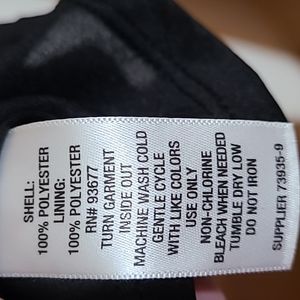 SHELL:
100% POLYESTER
LINING:
100% POLYESTER
RN# 93677
TURN GARMENT
INSIDE OUT
MACHINE WASH COLD
GENTLE CYCLE
WITH LIKE COLORS
USE ONLY
NON-CHLORINE
BLEACH WHEN NEEDED
TUMBLE DRY LOW
DO NOT IRON
SUPPLIER 73935-9